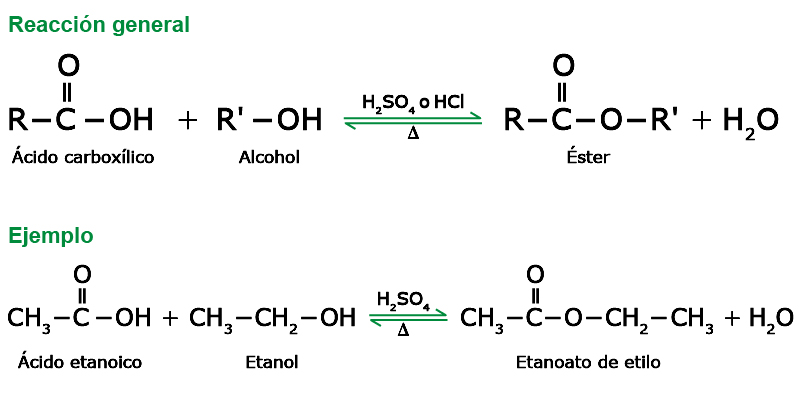 Reacción general
O
||
R–C–OH + R'–OH ⇌ R–C–O–R' + H₂O
H₂SO₄ o HCl
Δ
O
||
Ácido carboxílico Alcohol Éster
Ejemplo
O
||
CH₃–C–OH + CH₃–CH₂–OH ⇌ CH₃–C–O–CH₂–CH₃ + H₂O
H₂SO₄
Δ
O
||
Ácido etanoico Etanol Etanoato de etilo